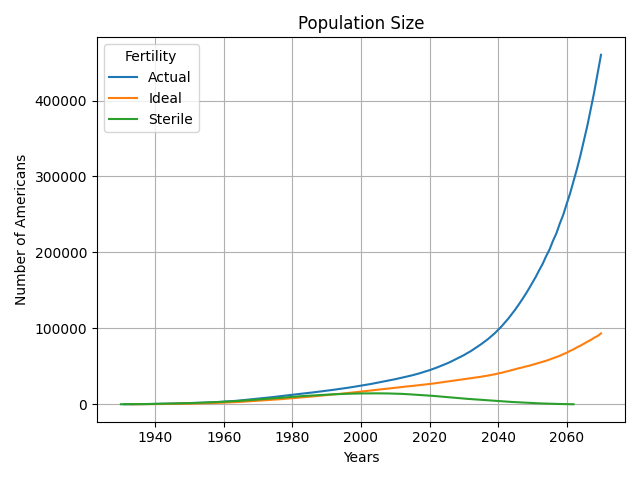 Population Size
Fertility
Actual
Ideal
Sterile
Number of Americans
400000
300000
200000
100000
0
1940 1960 1980 2000 2020 2040 2060
Years